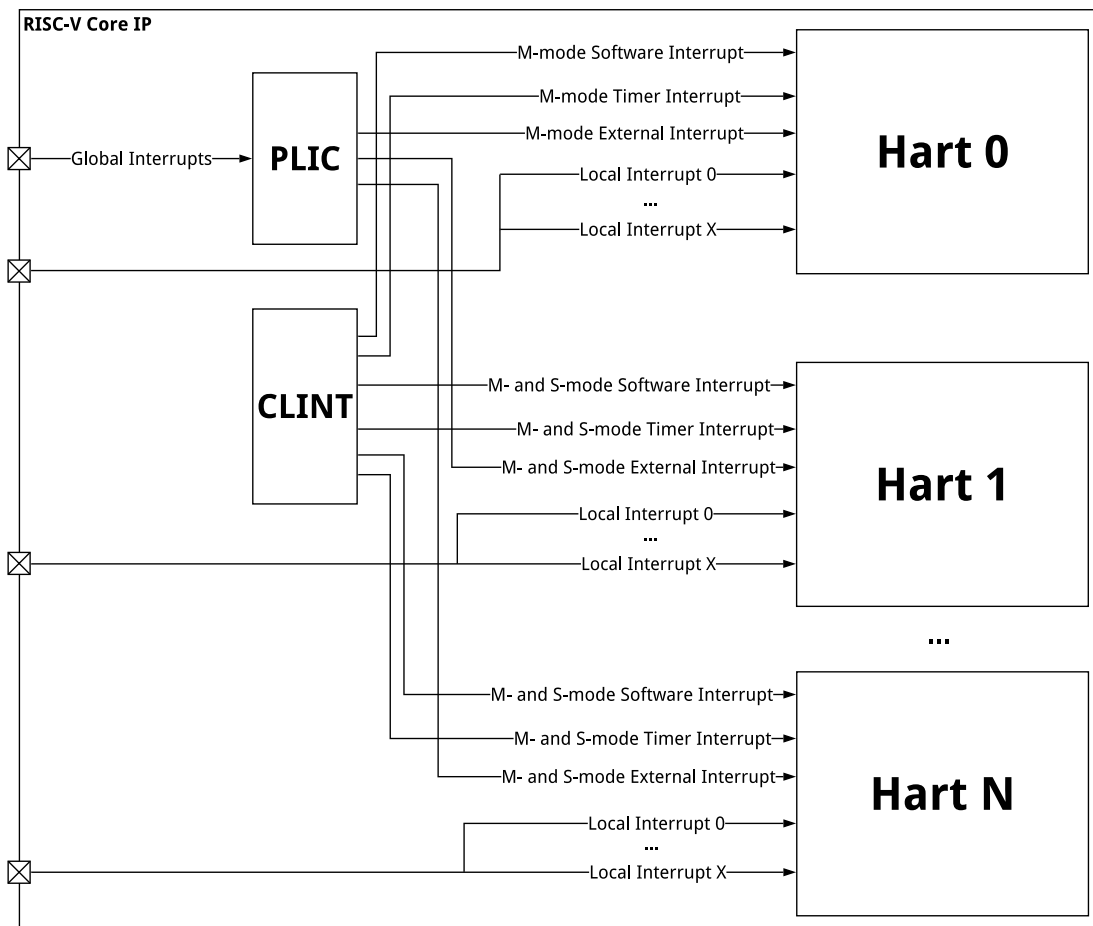 RISC-V Core IP
M-mode Software Interrupt
M-mode Timer Interrupt
M-mode External Interrupt
Global Interrupts
PLIC
Local Interrupt 0
...
Local Interrupt X
Hart 0
CLINT
M- and S-mode Software Interrupt
M- and S-mode Timer Interrupt
M- and S-mode External Interrupt
Local Interrupt 0
...
Local Interrupt X
Hart 1
...
M- and S-mode Software Interrupt
M- and S-mode Timer Interrupt
M- and S-mode External Interrupt
Local Interrupt 0
...
Local Interrupt X
Hart N